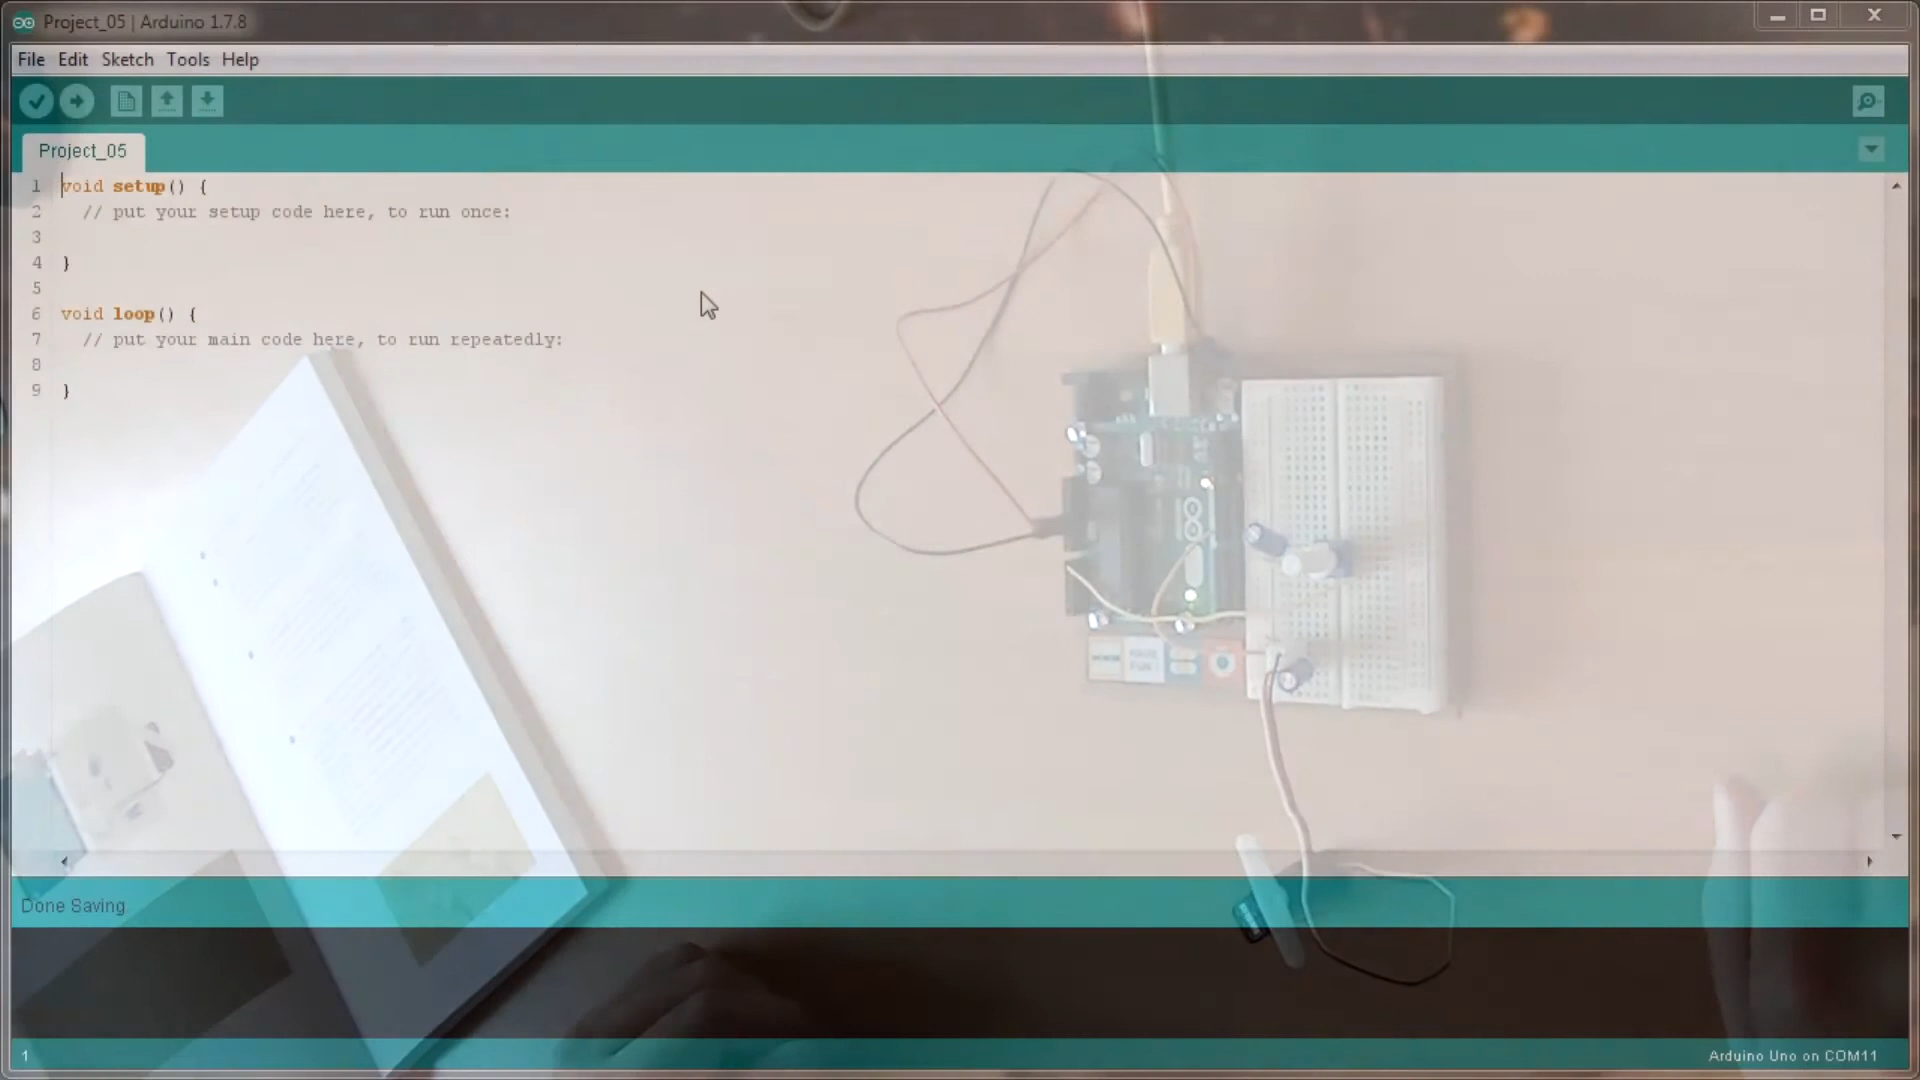 Project_05 | Arduino 1.7.8
File Edit Sketch Tools Help
Project_05
1 void setup() {
2 // put your setup code here, to run once:
3
4 }
5
6 void loop() {
7 // put your main code here, to run repeatedly:
8
9 }
Done Saving
1
Arduino Uno on COM11